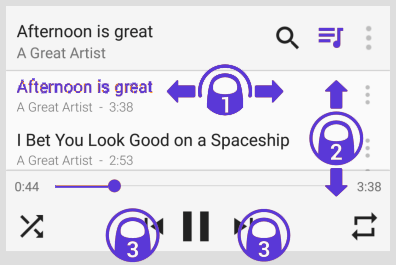 Afternoon is great
A Great Artist
Afternoon is great
A Great Artist - 3:38
1
I Bet You Look Good on a Spaceship
A Great Artist - 2:53
2
0:44
3:38
3
3